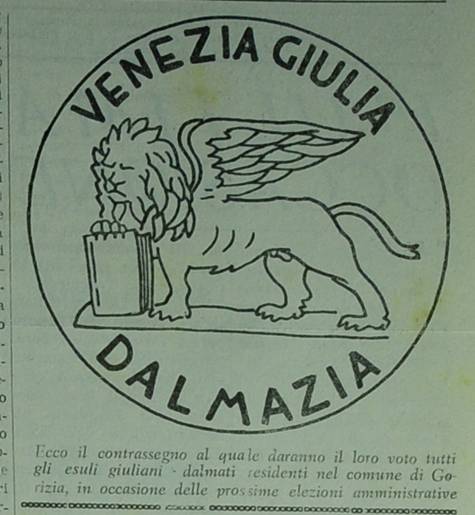 VENEZIA GIULIA
DALMAZIA
Ecco il contrassegno al quale daranno il loro voto tutti
gli esuli giuliani - dalmati residenti nel comune di Go-
rizia, in occasione delle prossime elezioni amministrative